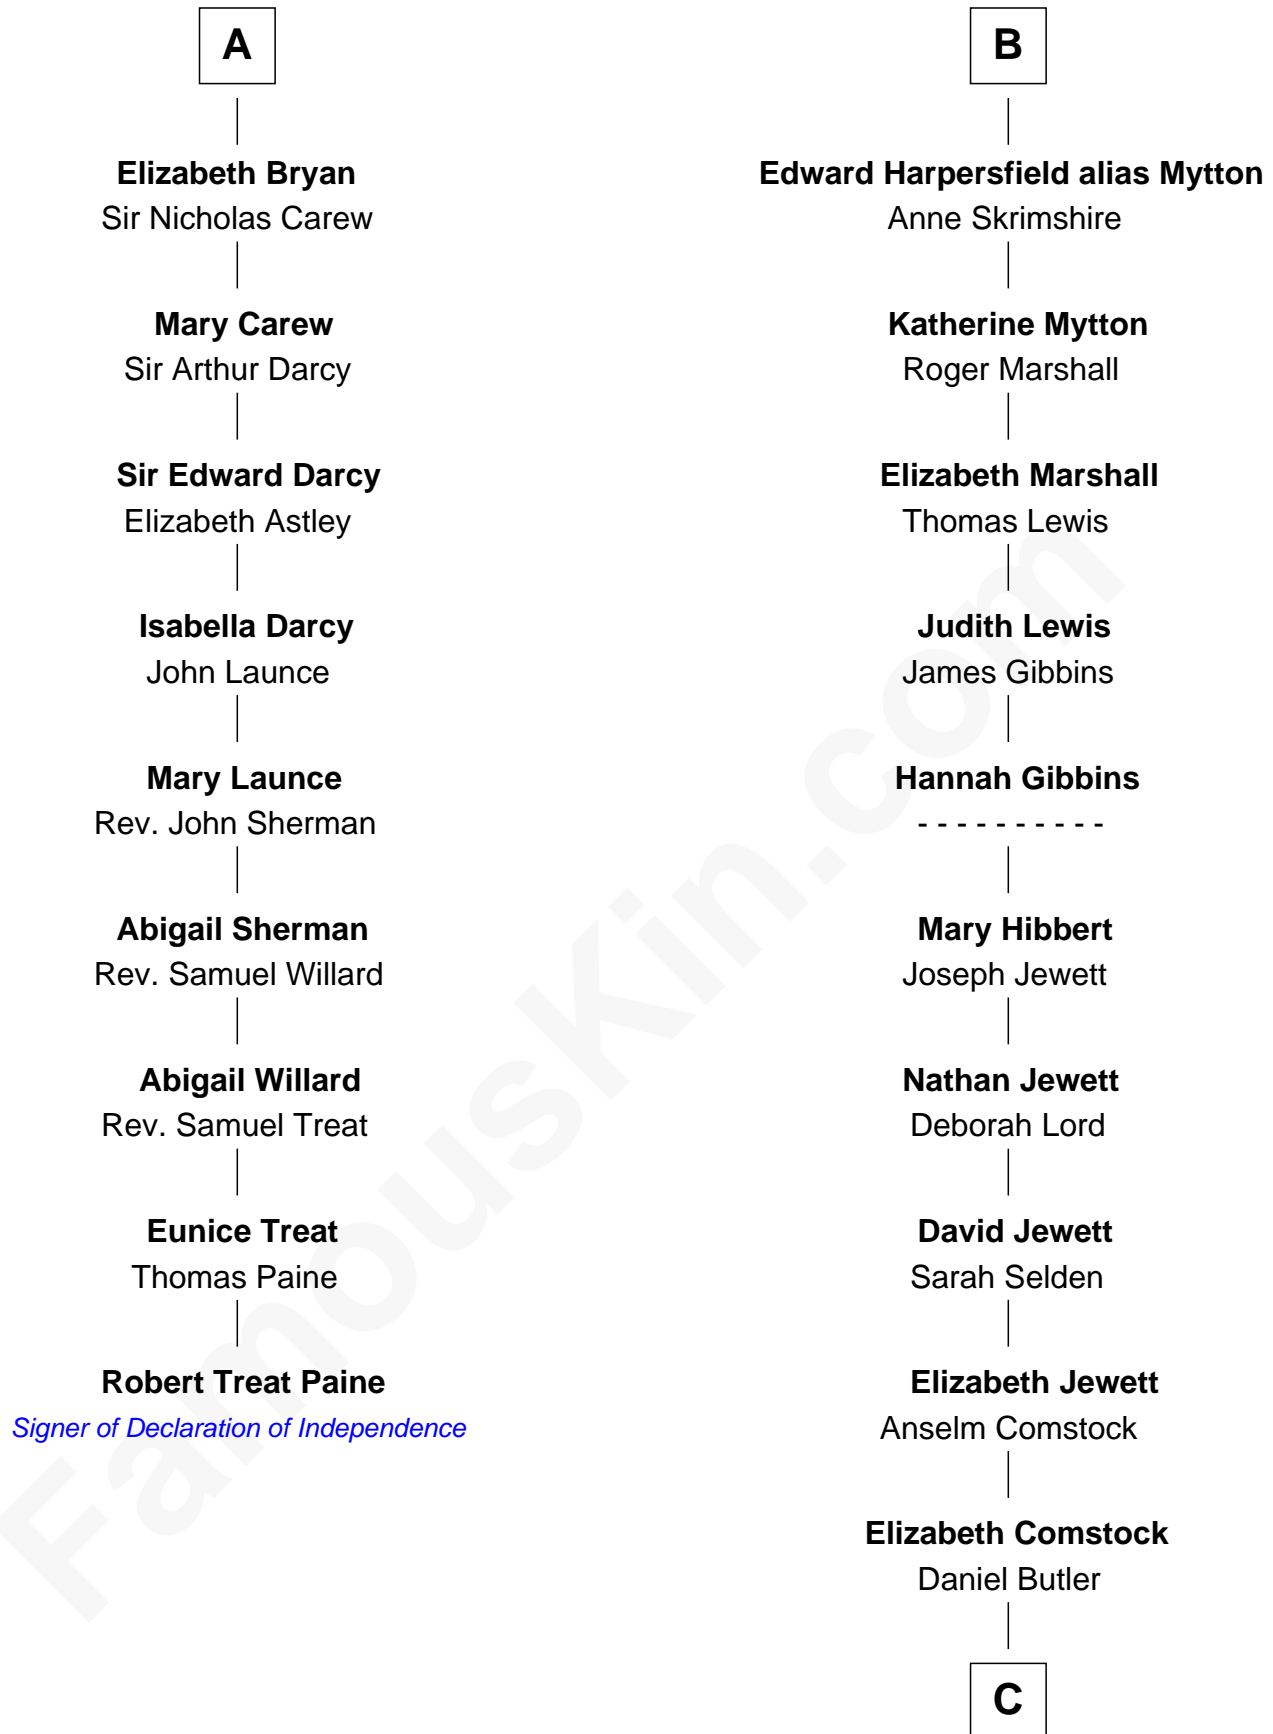 A
Elizabeth Bryan
Sir Nicholas Carew
Mary Carew
Sir Arthur Darcy
Sir Edward Darcy
Elizabeth Astley
Isabella Darcy
John Launce
Mary Launce
Rev. John Sherman
Abigail Sherman
Rev. Samuel Willard
Abigail Willard
Rev. Samuel Treat
Eunice Treat
Thomas Paine
Robert Treat Paine
Signer of Declaration of Independence
B
Edward Harpersfield alias Mytton
Anne Skrimshire
Katherine Mytton
Roger Marshall
Elizabeth Marshall
Thomas Lewis
Judith Lewis
James Gibbins
Hannah Gibbins
- - - - - - - - - -
Mary Hibbert
Joseph Jewett
Nathan Jewett
Deborah Lord
David Jewett
Sarah Selden
Elizabeth Jewett
Anselm Comstock
Elizabeth Comstock
Daniel Butler
C
FamousKin.com